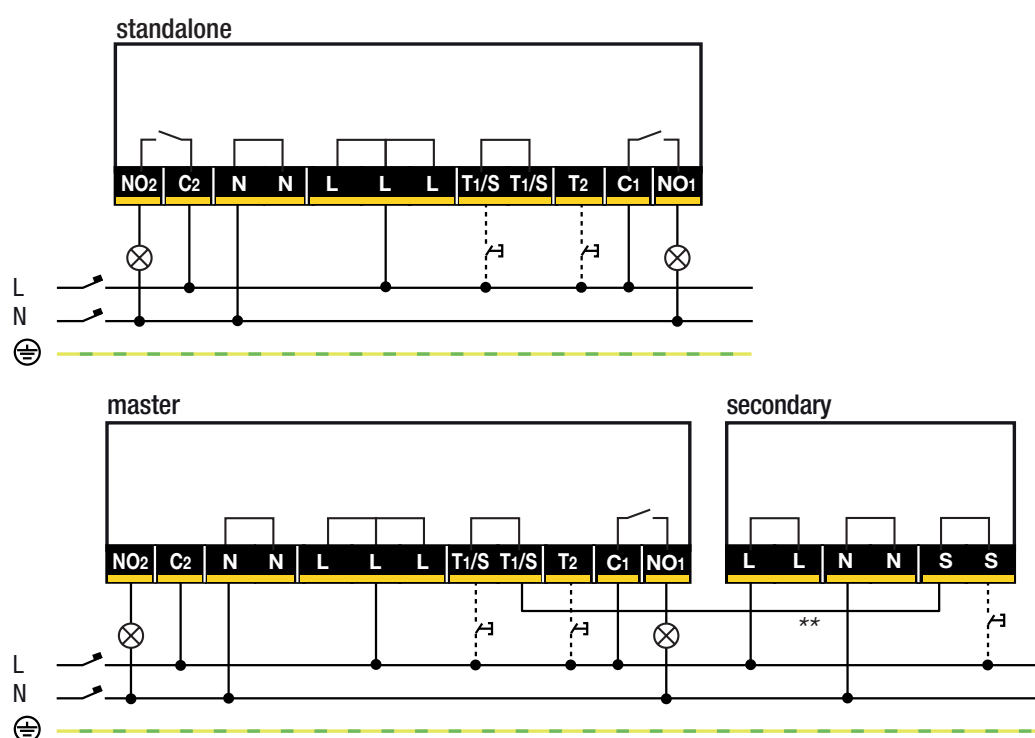 standalone
NO2 C2 N N L L L T1/S T1/S T2 C1 NO1
L
N
master
secondary
NO2 C2 N N L L L T1/S T1/S T2 C1 NO1
L L N N S S
**
L
N